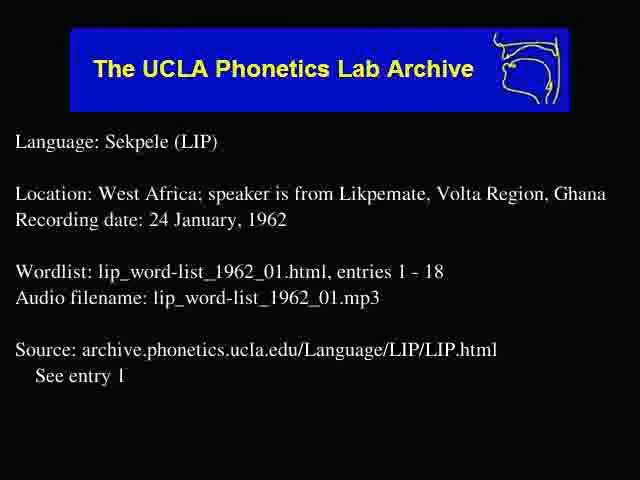 The UCLA Phonetics Lab Archive
Language: Sekpele (LIP)
Location: West Africa; speaker is from Likpemate, Volta Region, Ghana
Recording date: 24 January, 1962
Wordlist: lip_word-list_1962_01.html, entries 1 - 18
Audio filename: lip_word-list_1962_01.mp3
Source: archive.phonetics.ucla.edu/Language/LIP/LIP.html
See entry 1